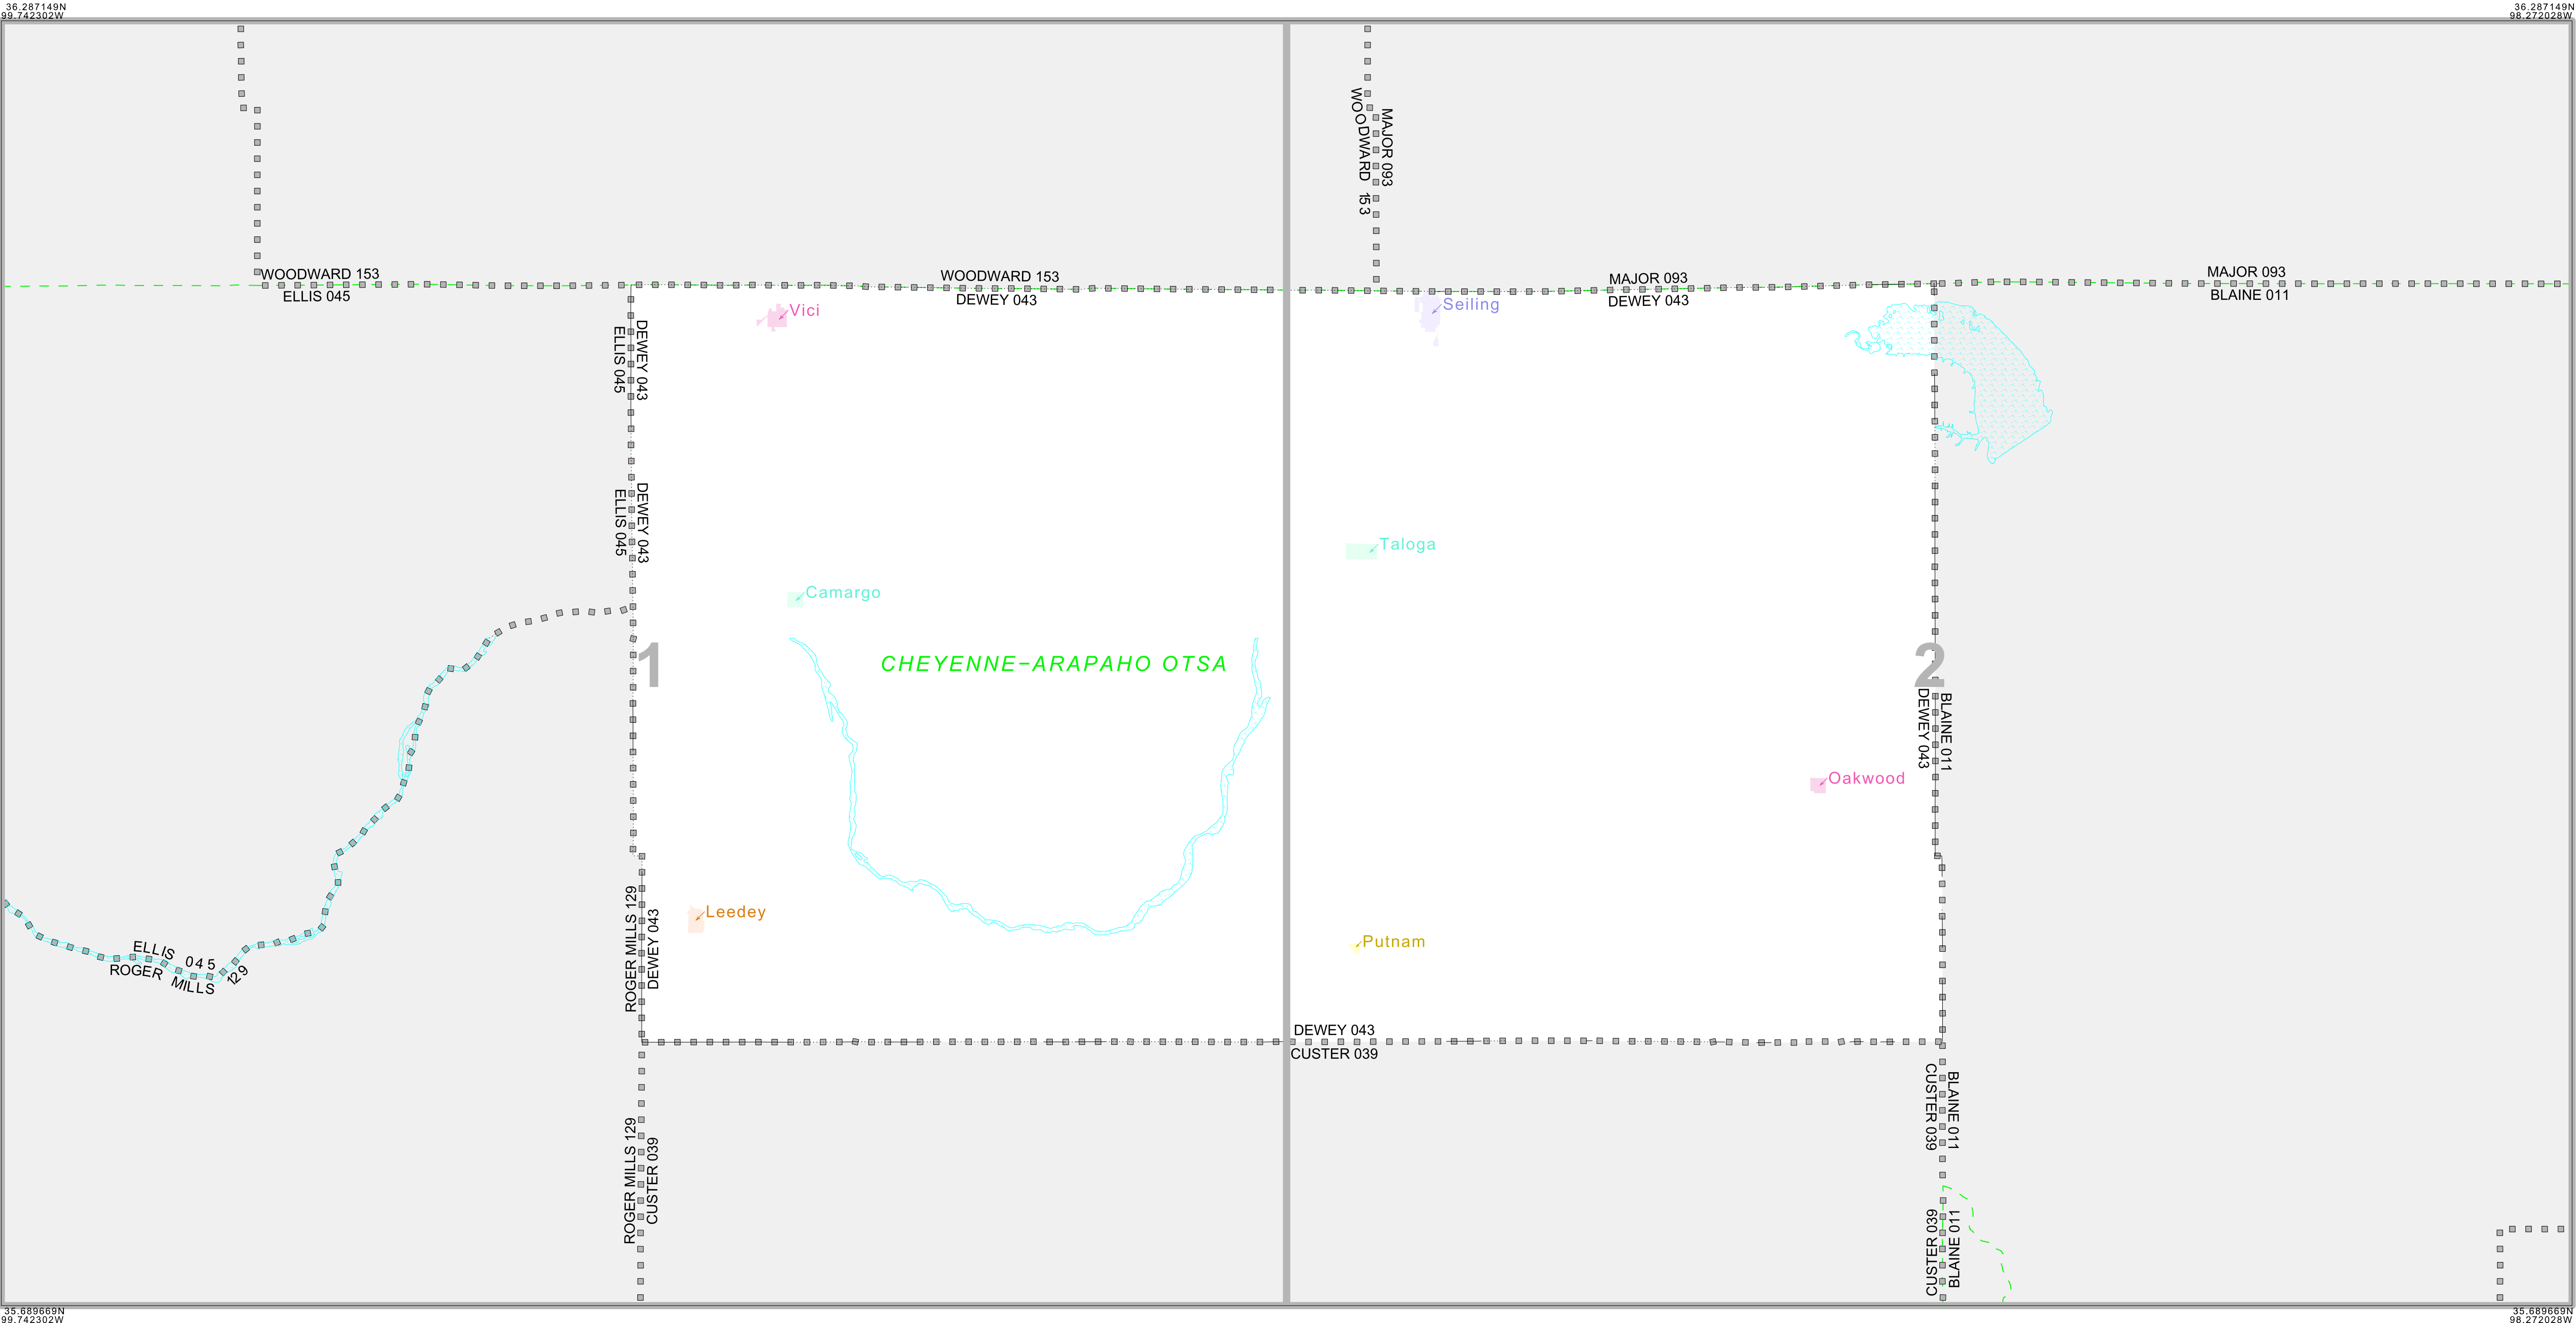 36.287149N
99.742302W
36.287149N
98.272028W
WOODWARD 153
MAJOR 093
WOODWARD 153
ELLIS 045
WOODWARD 153
DEWEY 043
MAJOR 093
DEWEY 043
MAJOR 093
BLAINE 011
Vici
Seiling
ELLIS 045
DEWEY 043
ELLIS 045
DEWEY 043
Taloga
Camargo
1
CHEYENNE-ARAPAHO OTSA
2
DEWEY 043
BLAINE 011
Oakwood
Leedey
Putnam
ROGER MILLS 129
DEWEY 043
ELLIS 045
ROGER MILLS 129
DEWEY 043
CUSTER 039
ROGER MILLS 129
CUSTER 039
CUSTER 039
BLAINE 011
CUSTER 039
BLAINE 011
35.689669N
99.742302W
35.689669N
98.272028W